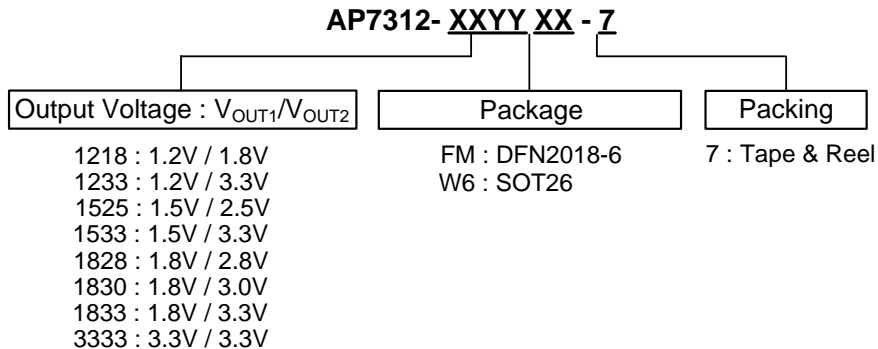 AP7312- XXYY XX - 7
Output Voltage : VOUT1/VOUT2
1218 : 1.2V / 1.8V
1233 : 1.2V / 3.3V
1525 : 1.5V / 2.5V
1533 : 1.5V / 3.3V
1828 : 1.8V / 2.8V
1830 : 1.8V / 3.0V
1833 : 1.8V / 3.3V
3333 : 3.3V / 3.3V
Package
FM : DFN2018-6
W6 : SOT26
Packing
7 : Tape & Reel